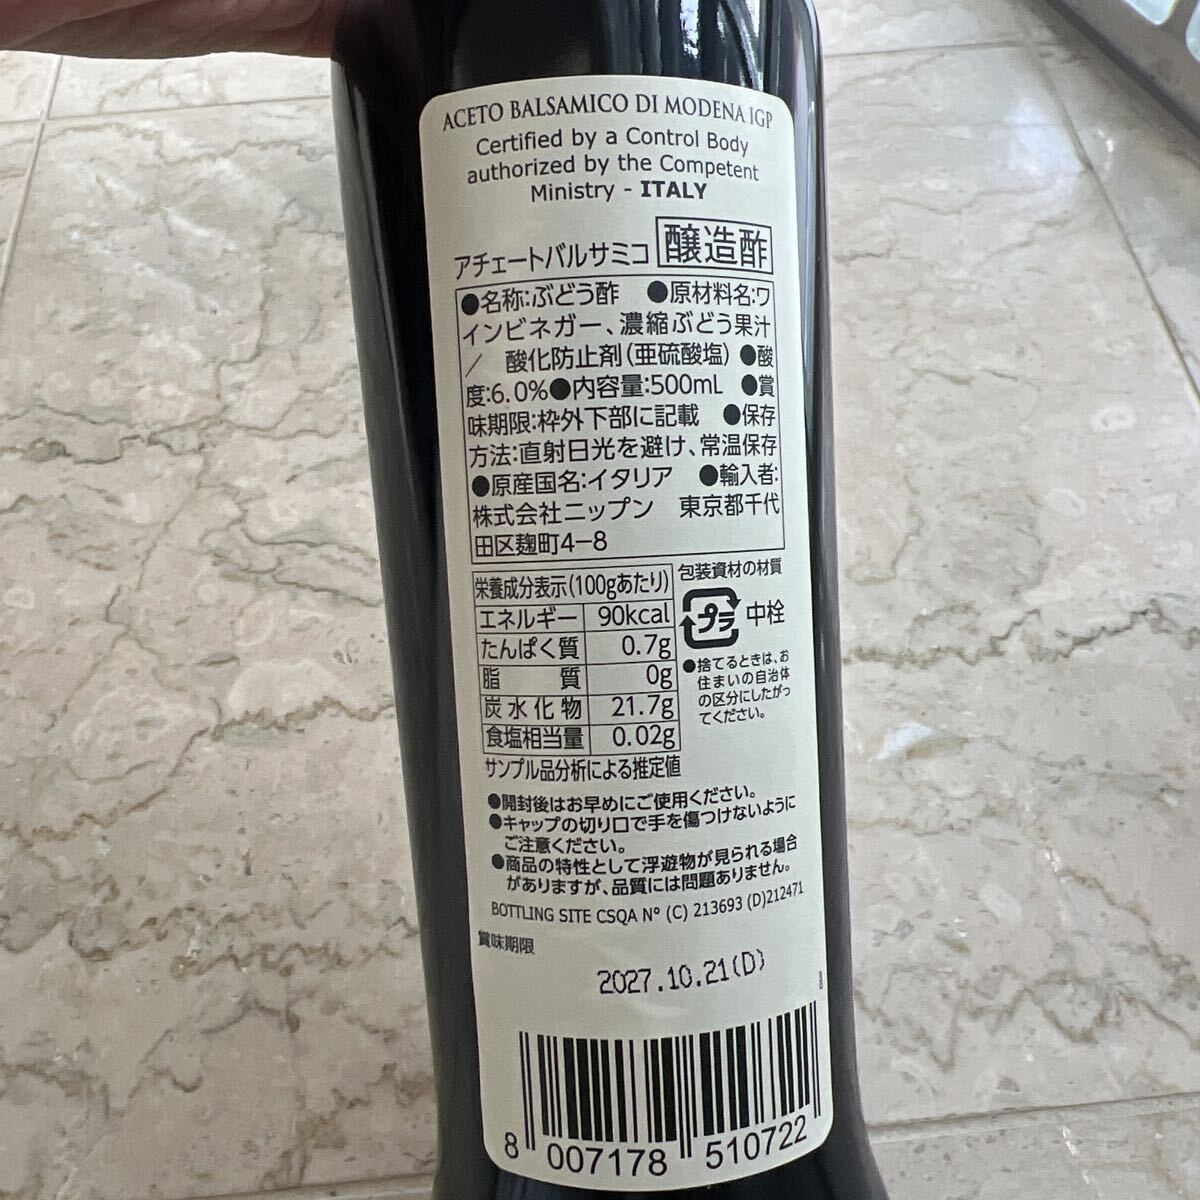 ACETO BALSAMICO DI MODENA IGP
Certified by a Control Body
authorized by the Competent
Ministry - ITALY
アチェートバルサミコ 醸造酢
●名称:ぶどう酢 ●原材料名:ワ
インビネガー、濃縮ぶどう果汁
／ 酸化防止剤(亜硫酸塩) ●酸
度:6.0%●内容量:500mL ●賞
味期限:枠外下部に記載 ●保存
方法:直射日光を避け、常温保存
●原産国名:イタリア ●輸入者:
株式会社ニップン 東京都千代
田区麹町4-8
栄養成分表示(100gあたり)
エネルギー 90kcal
たんぱく質 0.7g
脂質 0g
炭水化物 21.7g
食塩相当量 0.02g
サンプル品分析による推定値
包装資材の材質
プラ 中栓
●捨てるときは、お
住まいの自治体
の区分にしたがっ
てください。
●開封後はお早めにご使用ください。
●キャップの切り口で手を傷つけないように
ご注意ください。
●商品の特性として浮遊物が見られる場合
がありますが、品質には問題ありません。
BOTTLING SITE CSQA N° (C) 213693 (D)212471
賞味期限
2027.10.21(D)
8 007178 510722